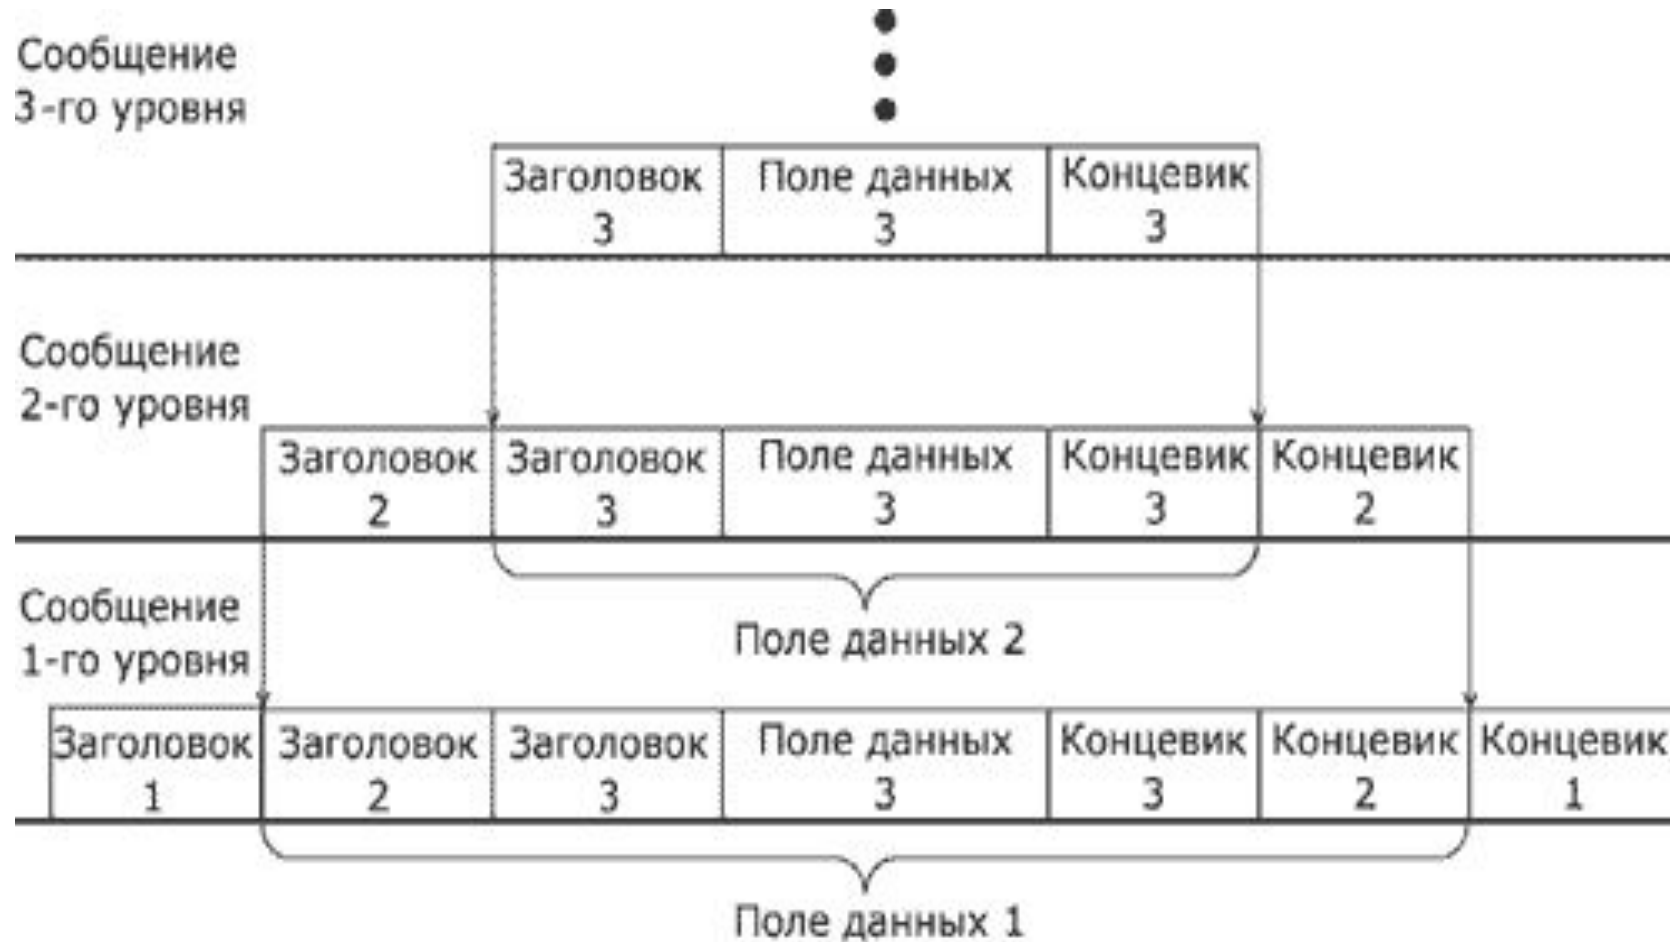 Сообщение
3-го уровня
Заголовок Поле данных Концевик
3 3 3
Сообщение
2-го уровня
Заголовок Заголовок Поле данных Концевик Концевик
2 3 3 3 2
Поле данных 2
Сообщение
1-го уровня
Заголовок Заголовок Заголовок Поле данных Концевик Концевик Концевик
1 2 3 3 3 2 1
Поле данных 1